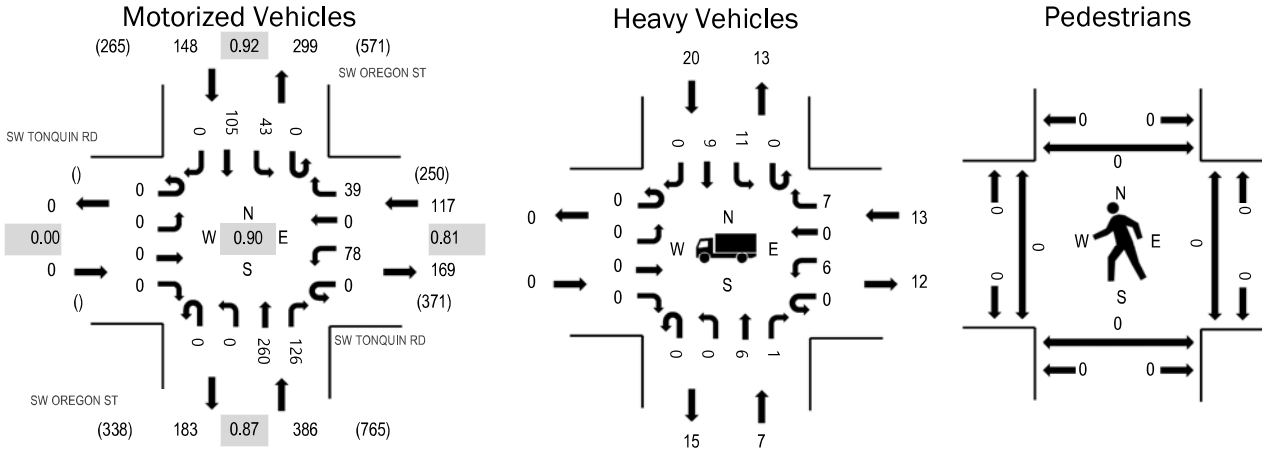 Motorized Vehicles
(265) 148 0.92 299 (571)
SW OREGON ST
SW TONQUIN RD
0 105 43 0
() 0 39 (250)
0 0 N 0 117
0.00 W 0.90 E 0.81
0 0 S 78 169
() 0 0 (371)
0 0 260 126
SW TONQUIN RD
SW OREGON ST
(338) 183 0.87 386 (765)
Heavy Vehicles
20 13
0 9 11 0
0 7
0 0 N 0 13
W E
0 0 S 6 12
0 0
0 0 6 1
15 7
Pedestrians
0 0
0
0 N 0
W E
0 0
0 S 0
0
0 0